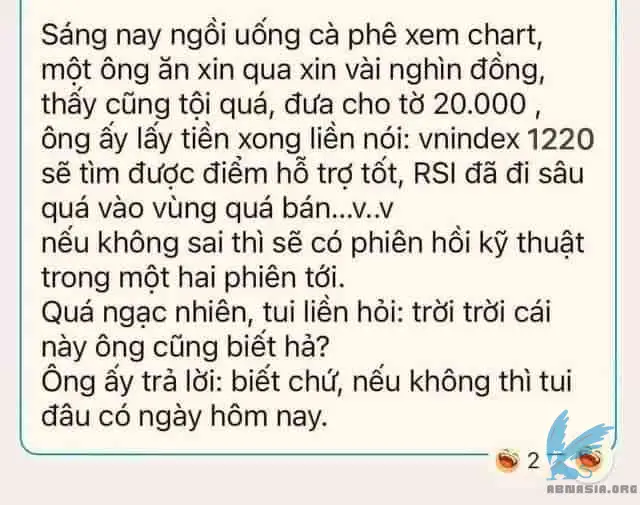 Sáng nay ngồi uống cà phê xem chart,
một ông ăn xin qua xin vài nghìn đồng,
thấy cũng tội quá, đưa cho tờ 20.000 ,
ông ấy lấy tiền xong liền nói: vnindex 1220
sẽ tìm được điểm hỗ trợ tốt, RSI đã đi sâu
quá vào vùng quá bán...v..v
nếu không sai thì sẽ có phiên hồi kỹ thuật
trong một hai phiên tới.
Quá ngạc nhiên, tui liền hỏi: trời trời cái
này ông cũng biết hả?
Ông ấy trả lời: biết chứ, nếu không thì tui
đâu có ngày hôm nay.
2
ABMASIA.ORG